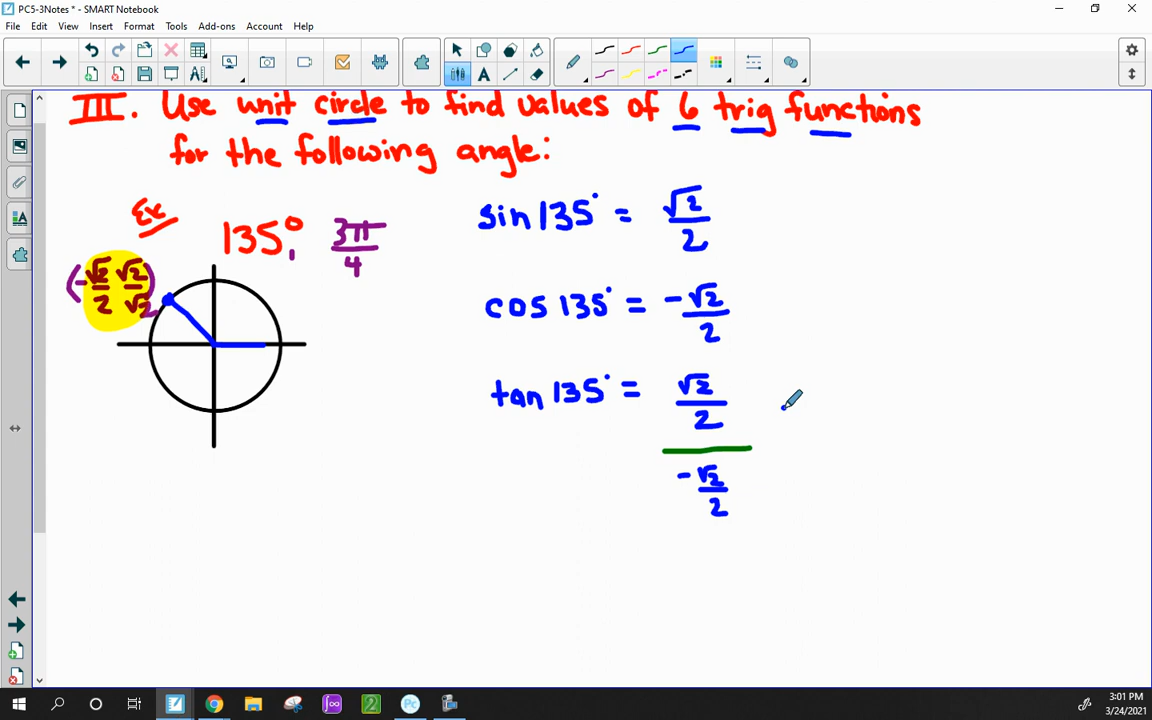 PC5-3Notes * - SMART Notebook
File Edit View Insert Format Tools Add-ons Account Help
III. Use unit circle to find values of 6 trig functions
for the following angle:
Ex
135° 3π/4
(-√2/2 √2/√2)
sin 135° = √2/2
cos 135° = -√2/2
tan 135° = √2/2
-√2/2
3:01 PM
3/24/2021